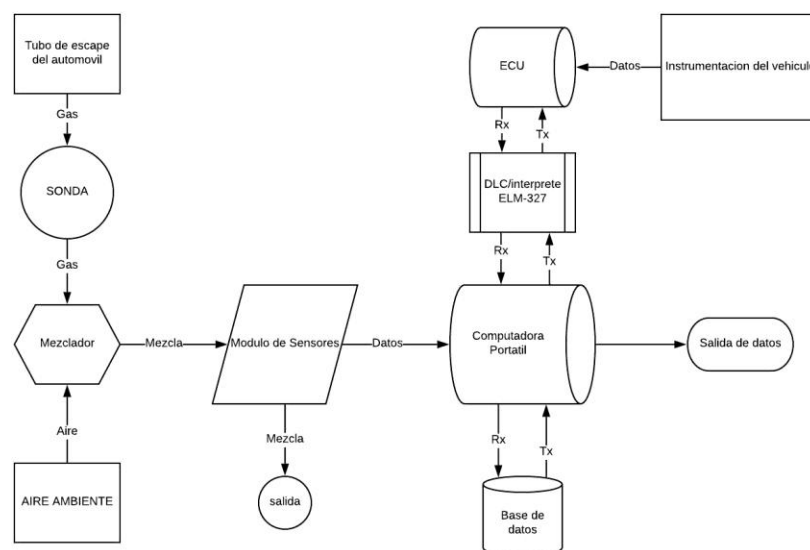 Tubo de escape
del automovil
ECU
Datos
Instrumentacion del vehiculo
Gas
Rx
Tx
SONDA
DLC/interprete
ELM-327
Gas
Rx
Tx
Mezclador
Mezcla
Modulo de Sensores
Datos
Computadora
Portatil
Salida de datos
Aire
Mezcla
Rx
Tx
AIRE AMBIENTE
salida
Base de
datos